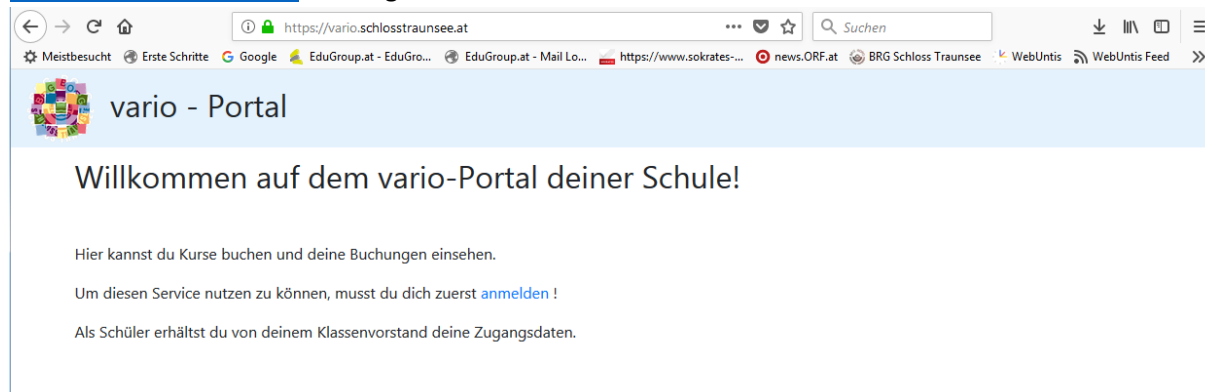 https://vario.schlosstraunsee.at Suchen
Meistbesucht Erste Schritte Google EduGroup.at - EduGro... EduGroup.at - Mail Lo... https://www.sokrates-... news.ORF.at BRG Schloss Traunsee WebUntis WebUntis Feed
vario - Portal
Willkommen auf dem vario-Portal deiner Schule!
Hier kannst du Kurse buchen und deine Buchungen einsehen.
Um diesen Service nutzen zu können, musst du dich zuerst anmelden !
Als Schüler erhältst du von deinem Klassenvorstand deine Zugangsdaten.